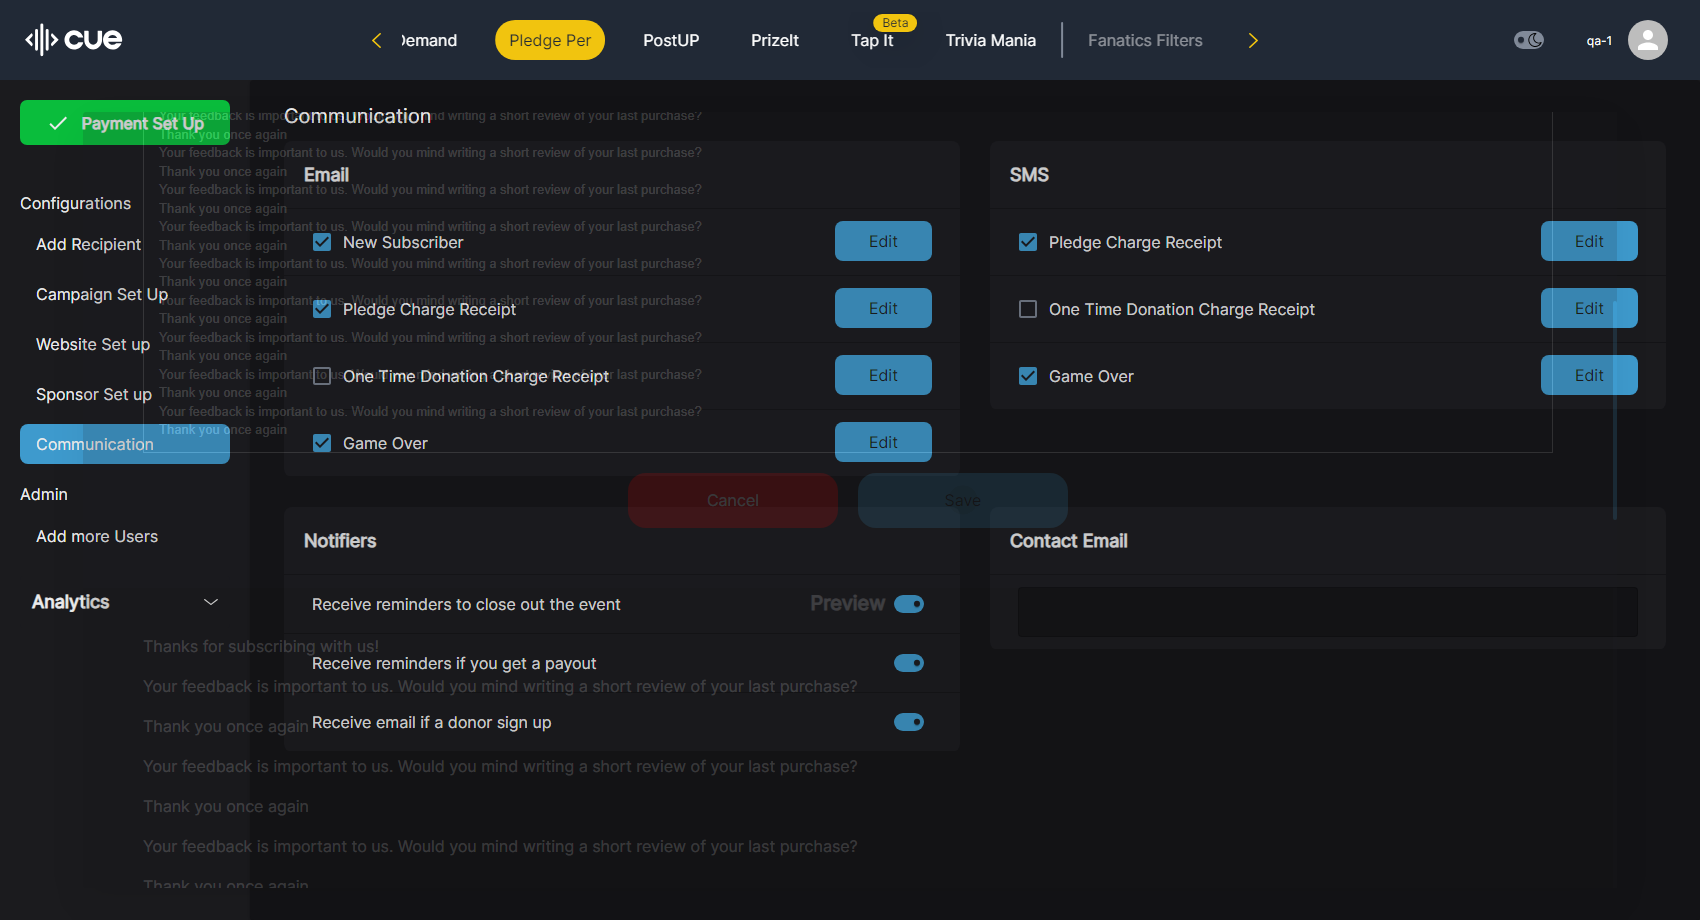 cue
Demand
Pledge Per
PostUP
PrizeIt
Beta
Tap It
Trivia Mania
Fanatics Filters
qa-1
Payment Set Up
Configurations
Add Recipient
Campaign Set Up
Website Set up
Sponsor Set up
Communication
Admin
Add more Users
Analytics
Communication
Email
New Subscriber
Edit
Pledge Charge Receipt
Edit
One Time Donation Charge Receipt
Edit
Game Over
Edit
SMS
Pledge Charge Receipt
Edit
One Time Donation Charge Receipt
Edit
Game Over
Edit
Notifiers
Receive reminders to close out the event
Receive reminders if you get a payout
Receive email if a donor sign up
Contact Email
Your feedback is important to us. Would you mind writing a short review of your last purchase?
Thank you once again
Your feedback is important to us. Would you mind writing a short review of your last purchase?
Thank you once again
Your feedback is important to us. Would you mind writing a short review of your last purchase?
Thank you once again
Your feedback is important to us. Would you mind writing a short review of your last purchase?
Thank you once again
Your feedback is important to us. Would you mind writing a short review of your last purchase?
Thank you once again
Your feedback is important to us. Would you mind writing a short review of your last purchase?
Thank you once again
Your feedback is important to us. Would you mind writing a short review of your last purchase?
Thank you once again
Your feedback is important to us. Would you mind writing a short review of your last purchase?
Thank you once again
Your feedback is important to us. Would you mind writing a short review of your last purchase?
Thank you once again
Cancel
Save
Preview
Thanks for subscribing with us!
Your feedback is important to us. Would you mind writing a short review of your last purchase?
Thank you once again
Your feedback is important to us. Would you mind writing a short review of your last purchase?
Thank you once again
Your feedback is important to us. Would you mind writing a short review of your last purchase?
Thank you once again